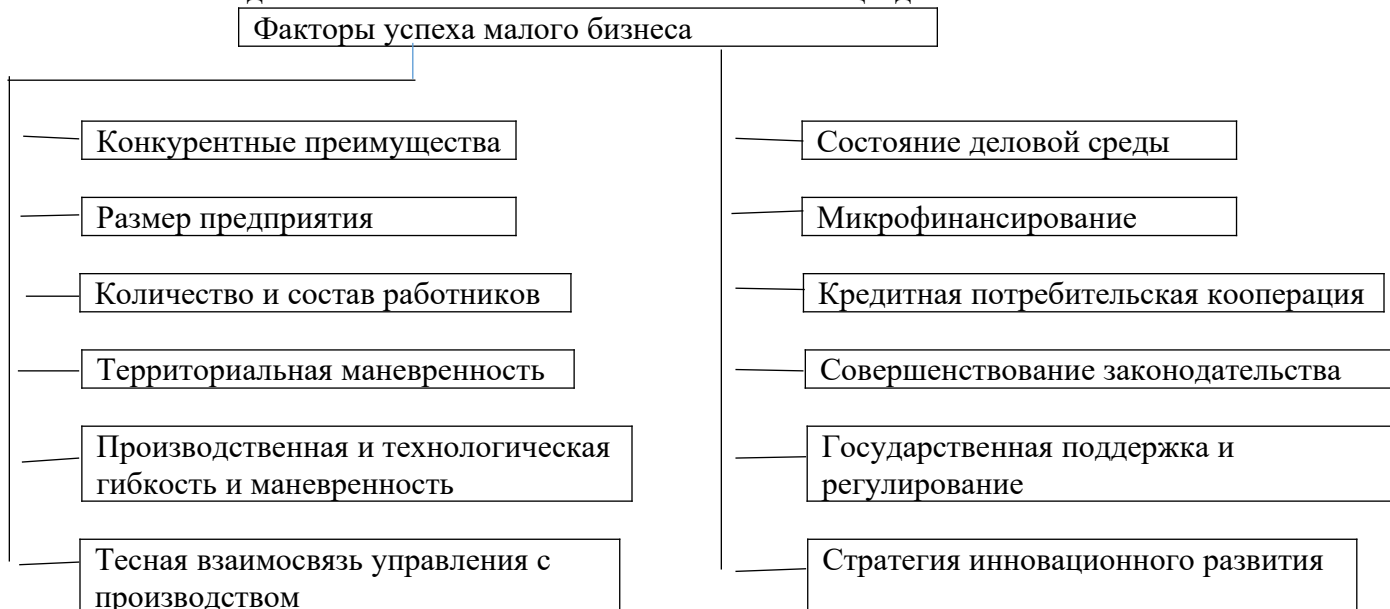 Факторы успеха малого бизнеса
Конкурентные преимущества
Размер предприятия
Количество и состав работников
Территориальная маневренность
Производственная и технологическая
гибкость и маневренность
Тесная взаимосвязь управления с
производством
Состояние деловой среды
Микрофинансирование
Кредитная потребительская кооперация
Совершенствование законодательства
Государственная поддержка и
регулирование
Стратегия инновационного развития